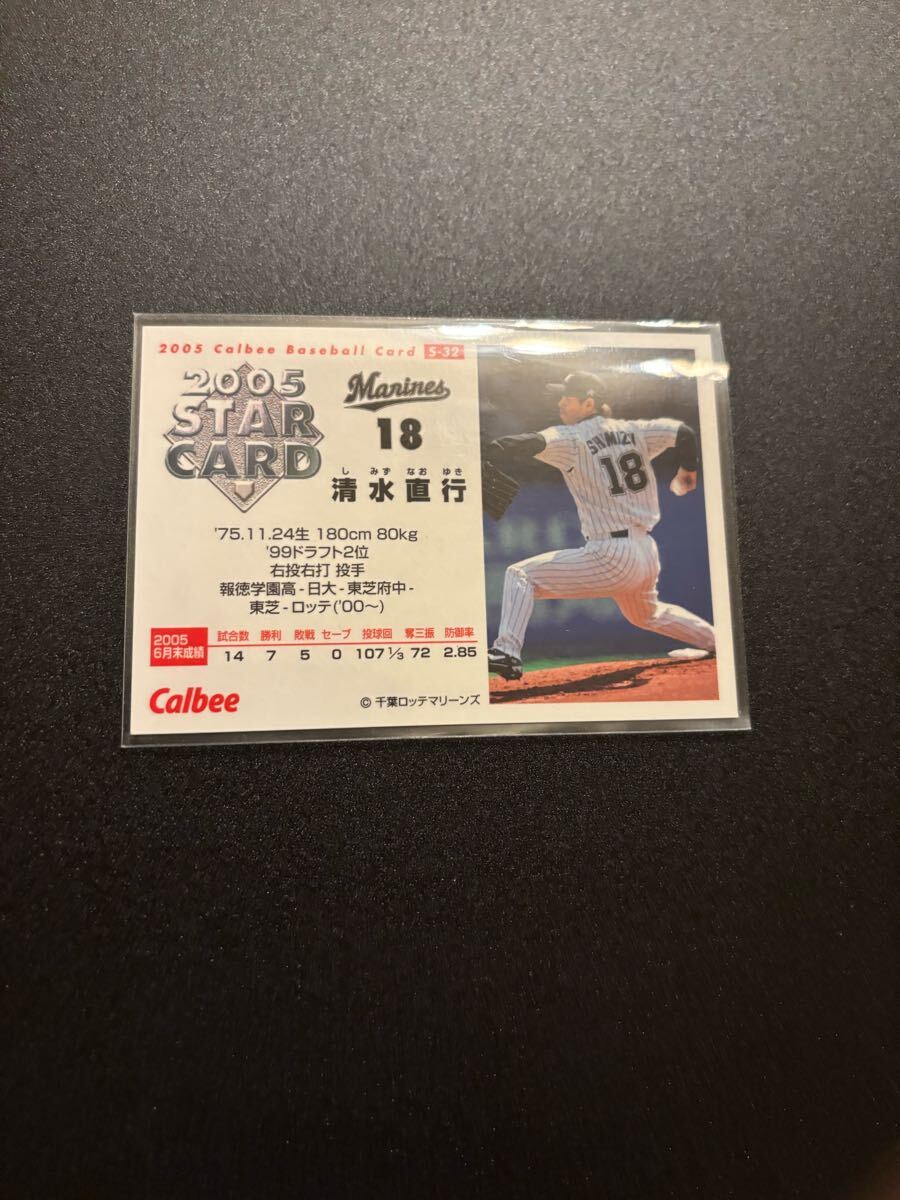 2005 Calbee Baseball Card S-32
2005
STAR
CARD
Marines
18
し みず なお ゆき
清水直行
'75.11.24生 180cm 80kg
'99ドラフト2位
右投右打 投手
報徳学園高-日大-東芝府中-
東芝-ロッテ('00〜)
2005
6月末成績
試合数 勝利 敗戦 セーブ 投球回 奪三振 防御率
14 7 5 0 107 1/3 72 2.85
Calbee
© 千葉ロッテマリーンズ
SHIMIZU
18